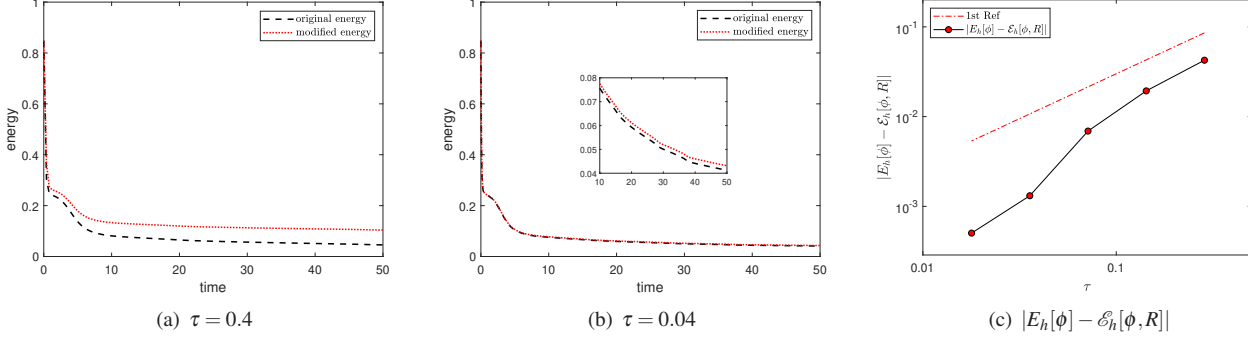 1
0.8
0.6
0.4
0.2
0
energy
0 10 20 30 40 50
time
original energy
modified energy
(a) τ = 0.4
1
0.8
0.6
0.4
0.2
0
energy
0 10 20 30 40 50
time
original energy
modified energy
0.08
0.07
0.06
0.05
0.04
10 20 30 40 50
(b) τ = 0.04
10⁻¹
10⁻²
10⁻³
|E_h[ϕ] − ℰ_h[ϕ, R]|
0.01 0.1
τ
1st Ref
|E_h[ϕ] − ℰ_h[ϕ, R]|
(c) |E_h[ϕ] − ℰ_h[ϕ, R]|